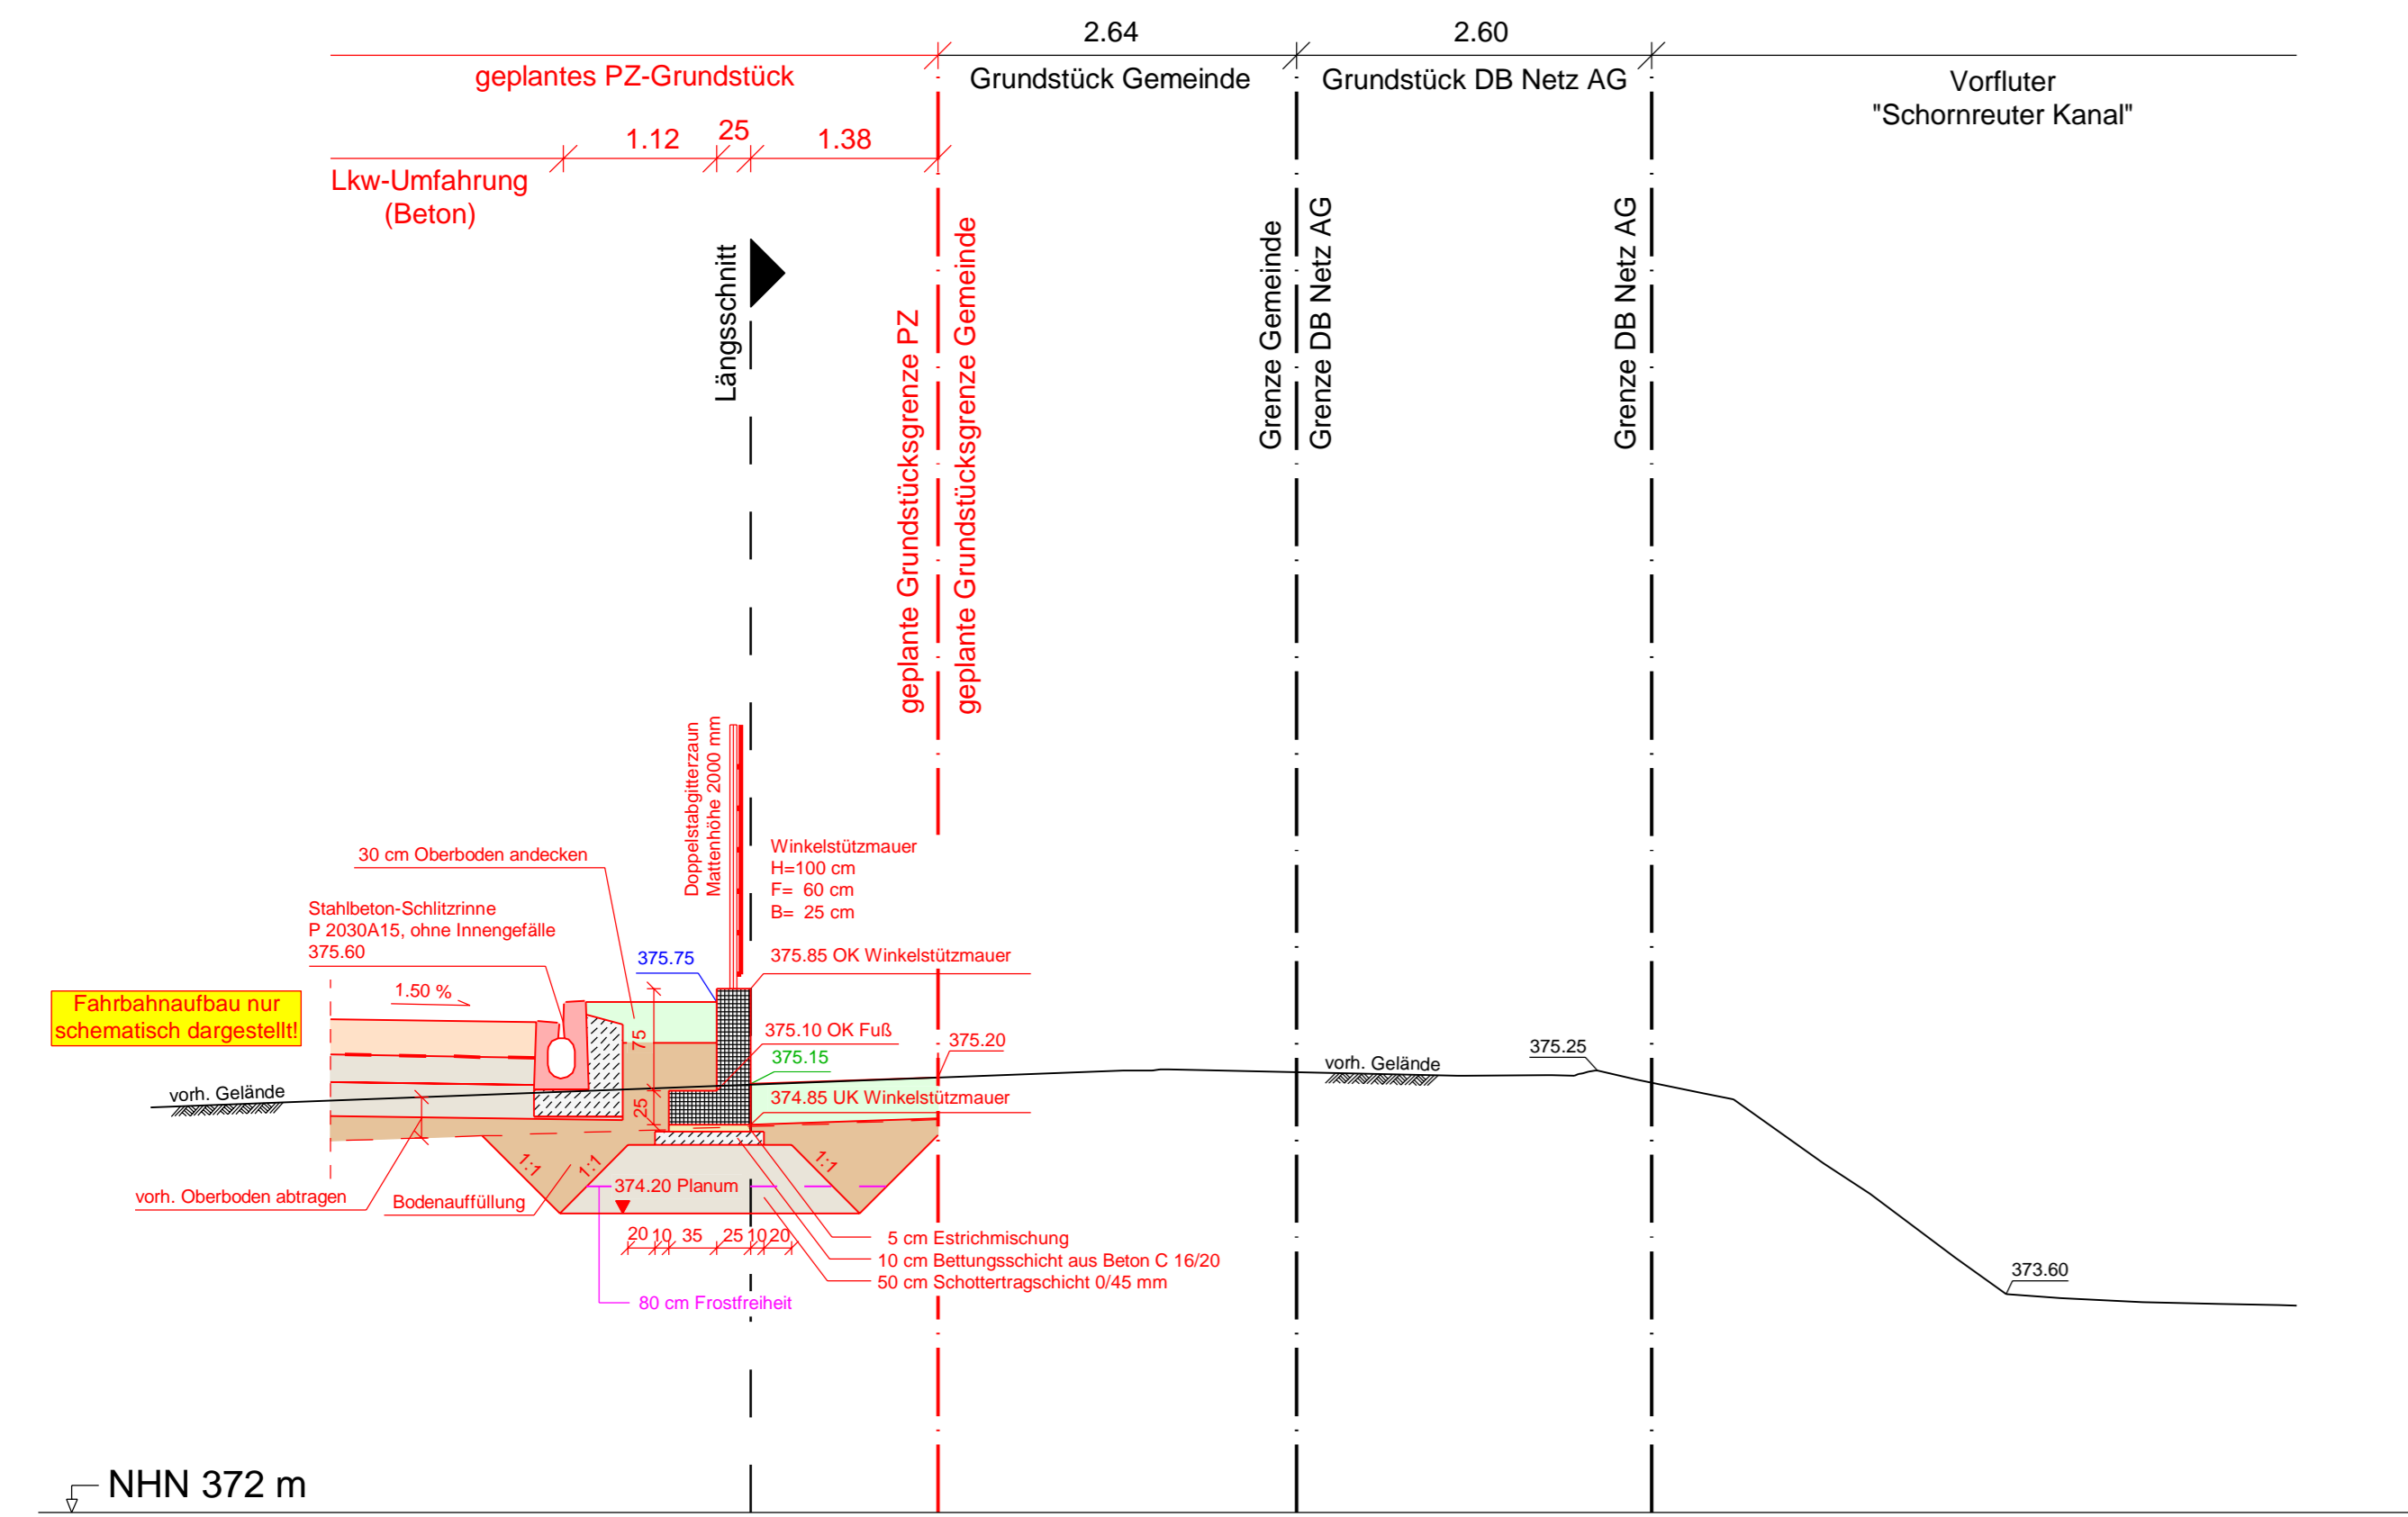 2.64
2.60
geplantes PZ-Grundstück
Grundstück Gemeinde
Grundstück DB Netz AG
Vorfluter
"Schornreuter Kanal"
1.12
25
1.38
Lkw-Umfahrung
(Beton)
Längsschnitt
geplante Grundstücksgrenze PZ
geplante Grundstücksgrenze Gemeinde
Grenze Gemeinde
Grenze DB Netz AG
Grenze DB Netz AG
Doppelstabgitterzaun
Mattenhöhe 2000 mm
Winkelstützmauer
H=100 cm
F= 60 cm
B= 25 cm
30 cm Oberboden andecken
Stahlbeton-Schlitzrinne
P 2030A15, ohne Innengefälle
375.60
375.75
375.85 OK Winkelstützmauer
Fahrbahnaufbau nur
schematisch dargestellt!
1.50 %
75
375.10 OK Fuß
375.15
375.20
375.25
vorh. Gelände
vorh. Gelände
25
374.85 UK Winkelstützmauer
1:1
1:1
1:1
vorh. Oberboden abtragen
Bodenauffüllung
374.20 Planum
20 10 35 25 10 20
5 cm Estrichmischung
10 cm Bettungsschicht aus Beton C 16/20
50 cm Schottertragschicht 0/45 mm
80 cm Frostfreiheit
373.60
NHN 372 m